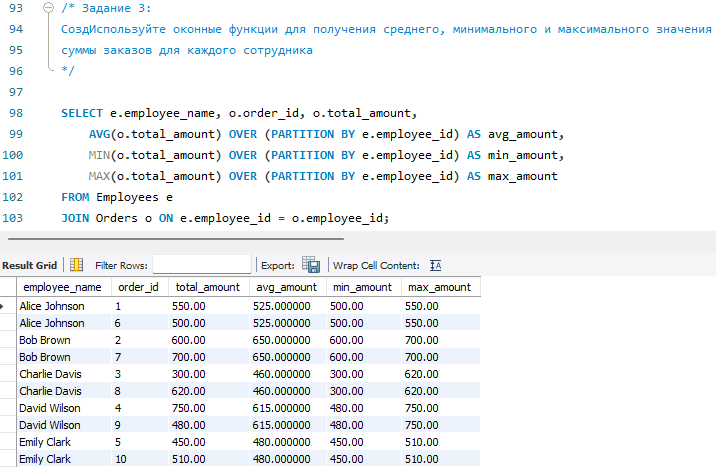 93 /* Задание 3:
94 СоздИспользуйте оконные функции для получения среднего, минимального и максимального значения
95 суммы заказов для каждого сотрудника
96 */
97
98 SELECT e.employee_name, o.order_id, o.total_amount,
99 AVG(o.total_amount) OVER (PARTITION BY e.employee_id) AS avg_amount,
100 MIN(o.total_amount) OVER (PARTITION BY e.employee_id) AS min_amount,
101 MAX(o.total_amount) OVER (PARTITION BY e.employee_id) AS max_amount
102 FROM Employees e
103 JOIN Orders o ON e.employee_id = o.employee_id;
Result Grid Filter Rows: Export: Wrap Cell Content:
employee_name order_id total_amount avg_amount min_amount max_amount
Alice Johnson 1 550.00 525.000000 500.00 550.00
Alice Johnson 6 500.00 525.000000 500.00 550.00
Bob Brown 2 600.00 650.000000 600.00 700.00
Bob Brown 7 700.00 650.000000 600.00 700.00
Charlie Davis 3 300.00 460.000000 300.00 620.00
Charlie Davis 8 620.00 460.000000 300.00 620.00
David Wilson 4 750.00 615.000000 480.00 750.00
David Wilson 9 480.00 615.000000 480.00 750.00
Emily Clark 5 450.00 480.000000 450.00 510.00
Emily Clark 10 510.00 480.000000 450.00 510.00